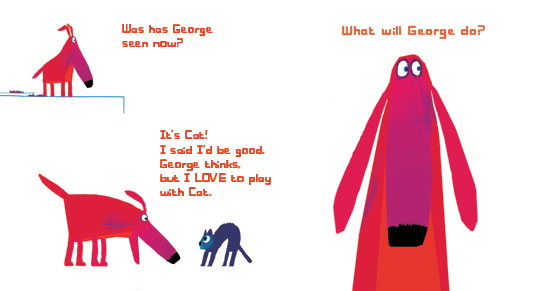 Was has George
seen now?
It's Cat!
I said I'd be good.
George thinks,
but I LOVE to play
with Cat.
What will George do?